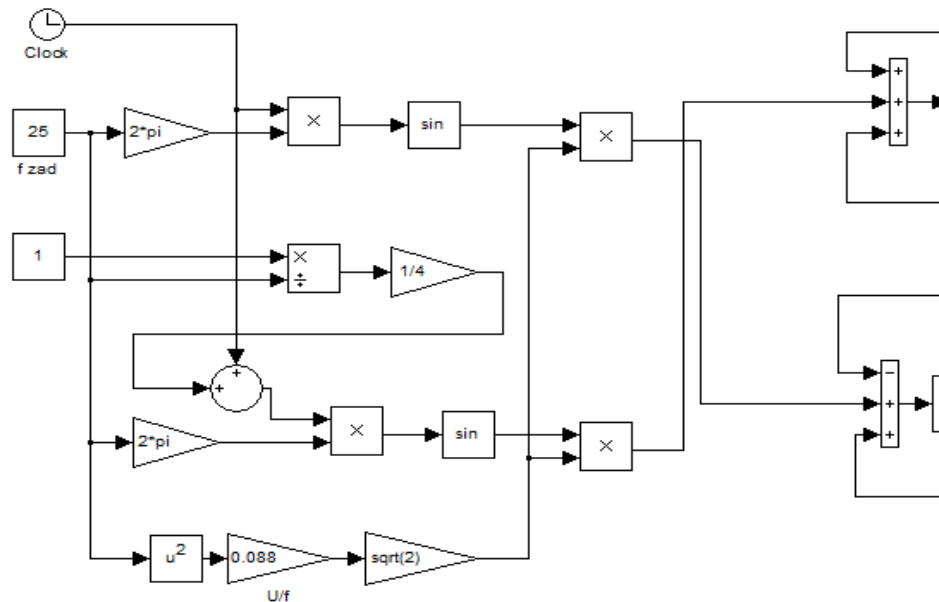 Clock
25
f zad
2*pi
×
sin
×
+
+
+
1
×
÷
1/4
+
+
2*pi
×
sin
×
−
+
+
u²
0.088
U/f
sqrt(2)